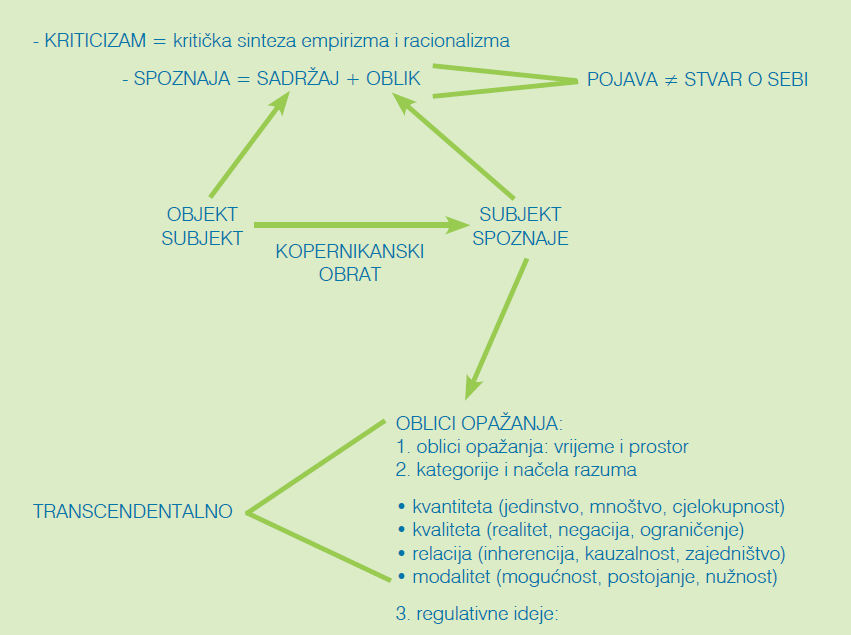 - KRITICIZAM = kritička sinteza empirizma i racionalizma
- SPOZNAJA = SADRŽAJ + OBLIK
POJAVA ≠ STVAR O SEBI
OBJEKT
SUBJEKT
KOPERNIKANSKI
OBRAT
SUBJEKT
SPOZNAJE
OBLICI OPAŽANJA:
1. oblici opažanja: vrijeme i prostor
2. kategorije i načela razuma
TRANSCENDENTALNO
• kvantiteta (jedinstvo, mnoštvo, cjelokupnost)
• kvaliteta (realitet, negacija, ograničenje)
• relacija (inherencija, kauzalnost, zajedništvo)
• modalitet (mogućnost, postojanje, nužnost)
3. regulativne ideje: